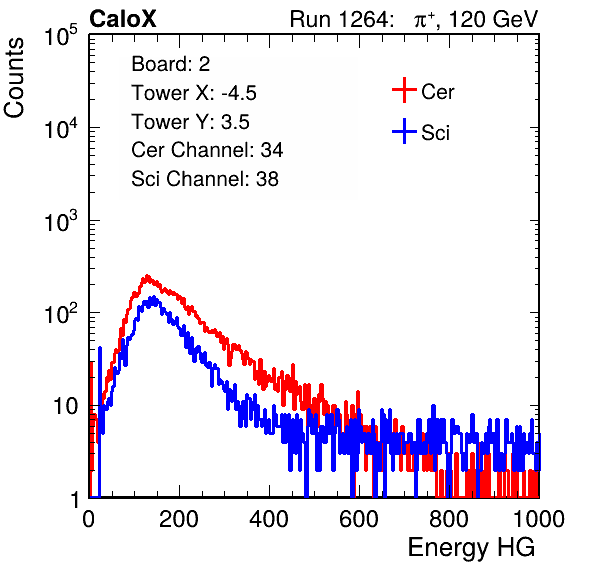 CaloX Run 1264: π⁺, 120 GeV
Board: 2
Tower X: -4.5
Tower Y: 3.5
Cer Channel: 34
Sci Channel: 38
Cer
Sci
Counts
10⁵
10⁴
10³
10²
10
1
0 200 400 600 800 1000
Energy HG